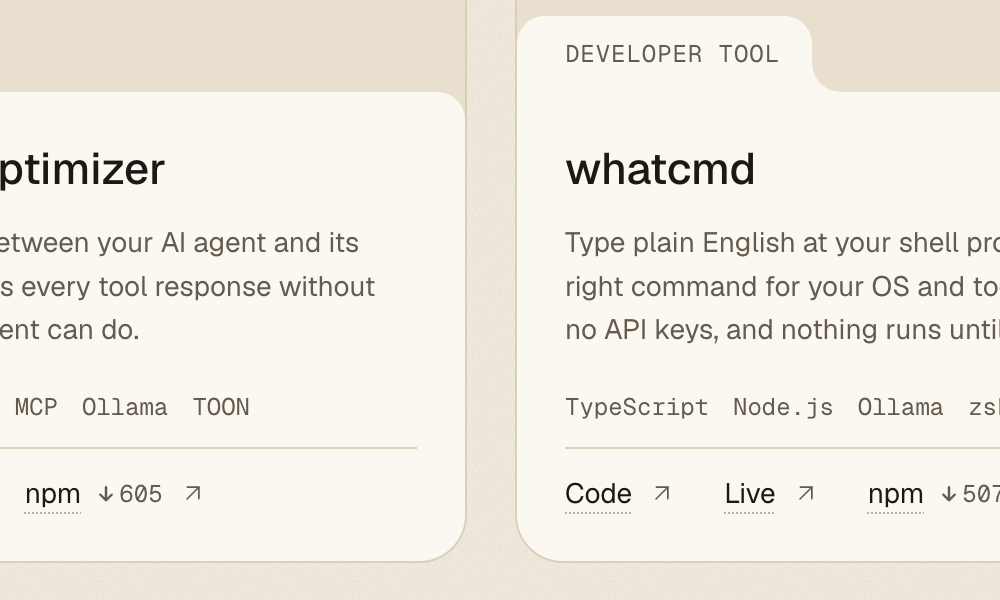 ptimizer
etween your AI agent and its
s every tool response without
ent can do.
MCP Ollama TOON
npm ↓605 ↗
DEVELOPER TOOL
whatcmd
Type plain English at your shell pro
right command for your OS and to
no API keys, and nothing runs until
TypeScript Node.js Ollama zsh
Code ↗ Live ↗ npm ↓507